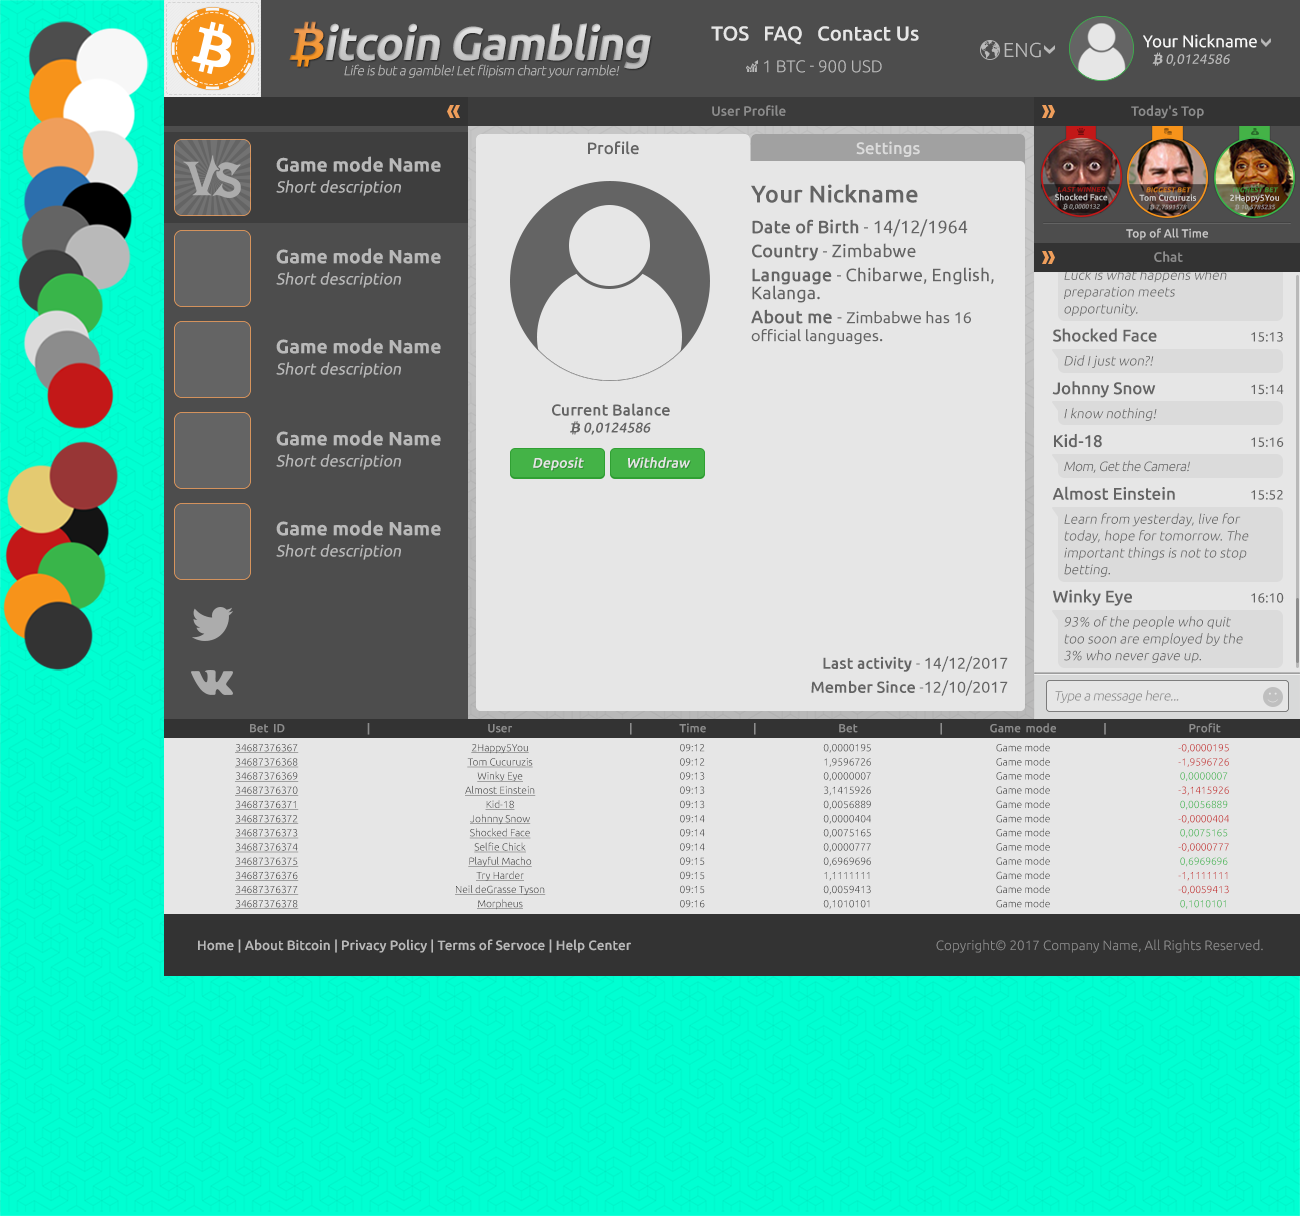 Bitcoin Gambling
Life is but a gamble! Let flipism chart your ramble!
TOS FAQ Contact Us
1 BTC - 900 USD
ENG
Your Nickname
0,0124586
User Profile
Today's Top
Game mode Name
Short description
Game mode Name
Short description
Game mode Name
Short description
Game mode Name
Short description
Game mode Name
Short description
VS
Profile
Settings
Current Balance
0,0124586
Deposit
Withdraw
Your Nickname
Date of Birth - 14/12/1964
Country - Zimbabwe
Language - Chibarwe, English,
Kalanga.
About me - Zimbabwe has 16
official languages.
Last activity - 14/12/2017
Member Since -12/10/2017
LAST WINNER
Shocked Face
0,0000132
BIGGEST BET
Tom Cucuruzis
2Happy5You
Top of All Time
Chat
Luck is what happens when
preparation meets
opportunity.
Shocked Face 15:13
Did I just won?!
Johnny Snow 15:14
I know nothing!
Kid-18 15:16
Mom, Get the Camera!
Almost Einstein 15:52
Learn from yesterday, live for
today, hope for tomorrow. The
important things is not to stop
betting.
Winky Eye 16:10
93% of the people who quit
too soon are employed by the
3% who never gave up.
Type a message here...
Bet ID | User | Time | Bet | Game mode | Profit
34687376367 2Happy5You 09:12 0,0000195 Game mode -0,0000195
34687376368 Tom Cucuruzis 09:12 1,9596726 Game mode -1,9596726
34687376369 Winky Eye 09:13 0,0000007 Game mode 0,0000007
34687376370 Almost Einstein 09:13 3,1415926 Game mode -3,1415926
34687376371 Kid-18 09:13 0,0056889 Game mode 0,0056889
34687376372 Johnny Snow 09:14 0,0000404 Game mode -0,0000404
34687376373 Shocked Face 09:14 0,0075165 Game mode 0,0075165
34687376374 Selfie Chick 09:14 0,0000777 Game mode -0,0000777
34687376375 Playful Macho 09:15 0,6969696 Game mode 0,6969696
34687376376 Try Harder 09:15 1,1111111 Game mode -1,1111111
34687376377 Neil deGrasse Tyson 09:15 0,0059413 Game mode -0,0059413
34687376378 Morpheus 09:16 0,1010101 Game mode 0,1010101
Home | About Bitcoin | Privacy Policy | Terms of Servoce | Help Center
Copyright© 2017 Company Name, All Rights Reserved.